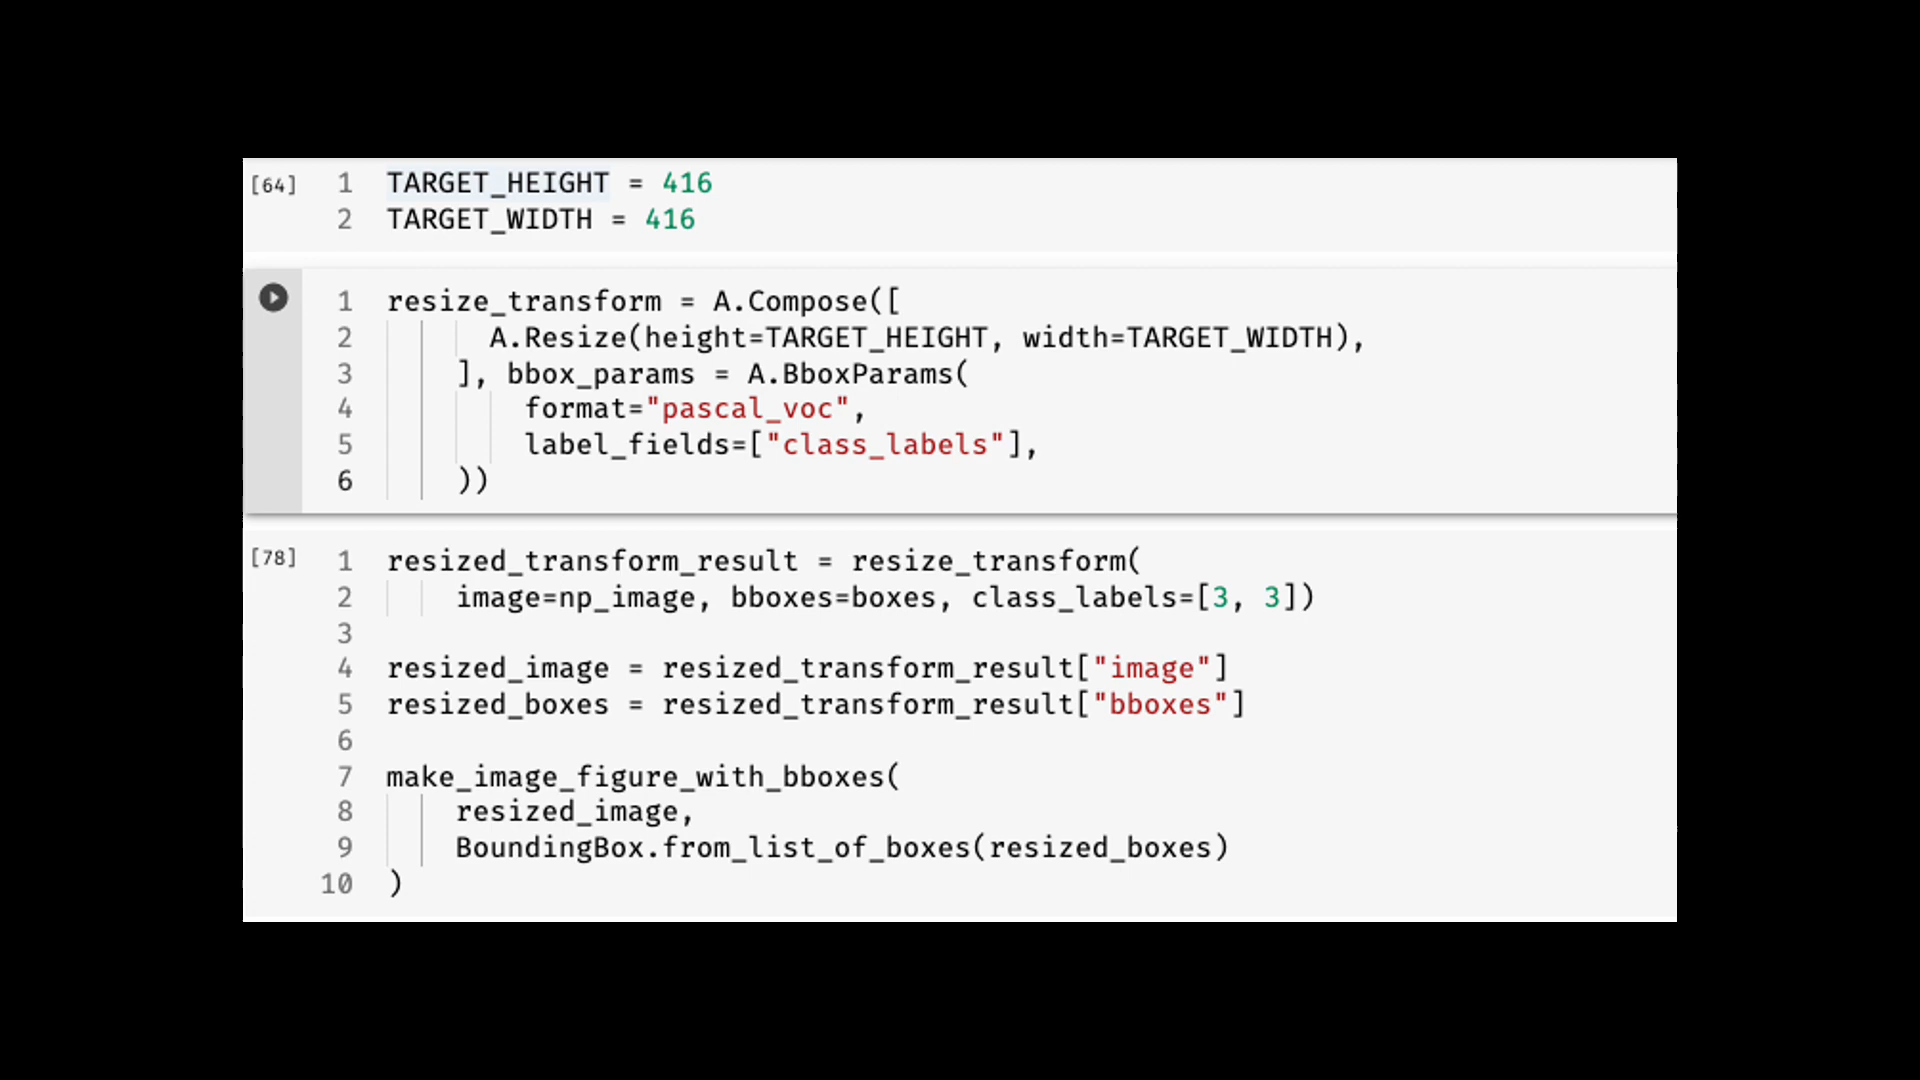 [64] 1 TARGET_HEIGHT = 416
2 TARGET_WIDTH = 416
1 resize_transform = A.Compose([
2 A.Resize(height=TARGET_HEIGHT, width=TARGET_WIDTH),
3 ], bbox_params = A.BboxParams(
4 format="pascal_voc",
5 label_fields=["class_labels"],
6 ))
[78] 1 resized_transform_result = resize_transform(
2 image=np_image, bboxes=boxes, class_labels=[3, 3])
3
4 resized_image = resized_transform_result["image"]
5 resized_boxes = resized_transform_result["bboxes"]
6
7 make_image_figure_with_bboxes(
8 resized_image,
9 BoundingBox.from_list_of_boxes(resized_boxes)
10 )